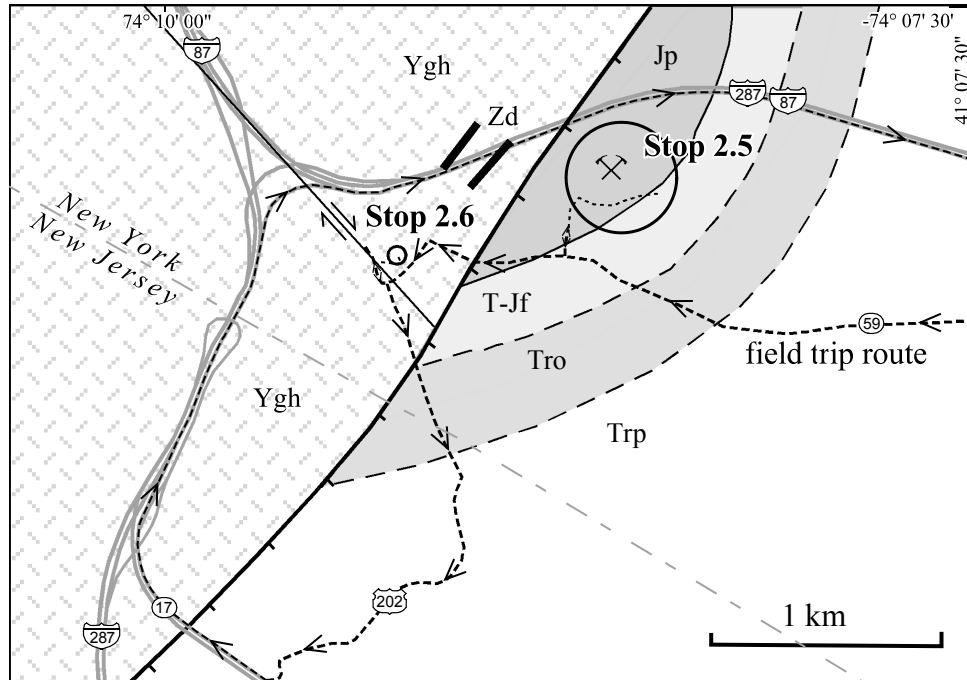 74° 10' 00"
-74° 07' 30"
41° 07' 30"
87
Ygh
Jp
287
87
Zd
Stop 2.5
New York
New Jersey
Stop 2.6
T-Jf
59
field trip route
Tro
Ygh
Trp
17
202
1 km
287